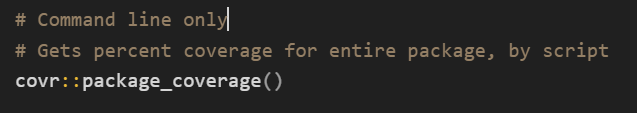 # Command line only
# Gets percent coverage for entire package, by script
covr::package_coverage()